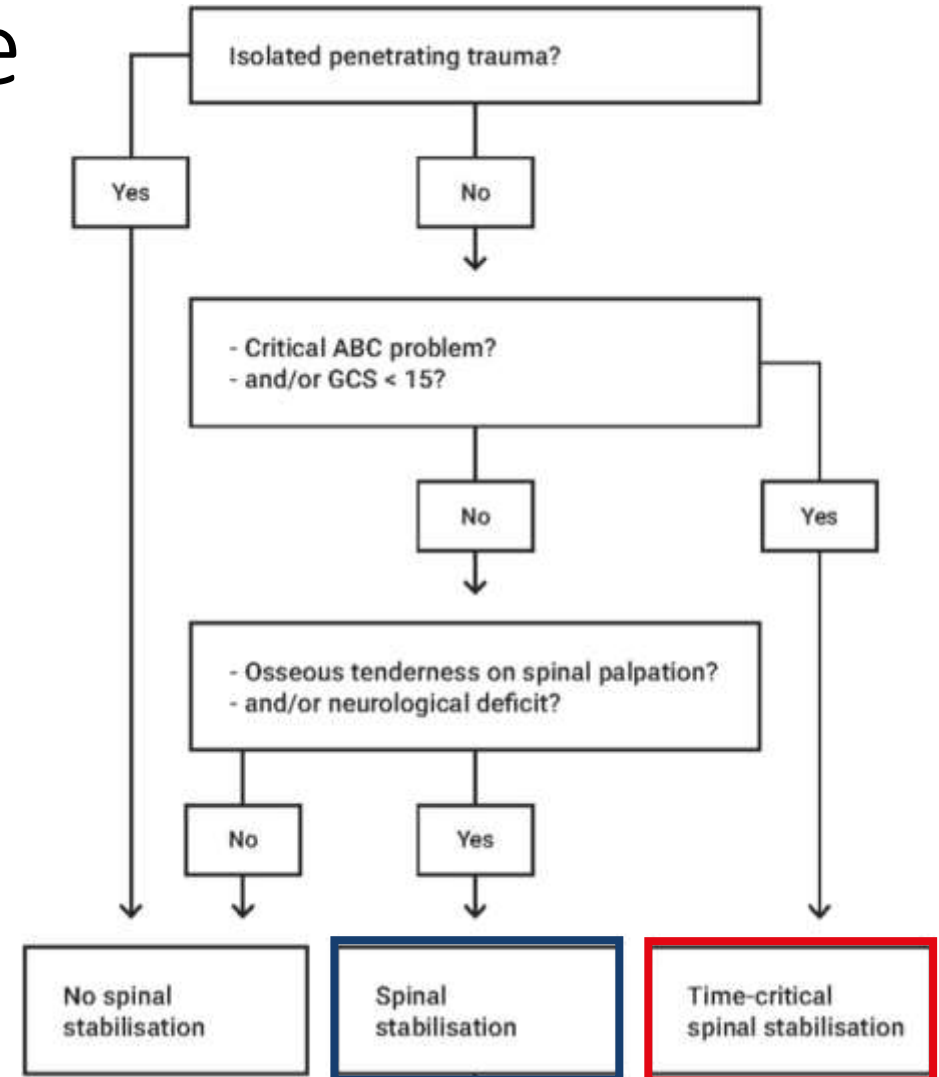 e
Isolated penetrating trauma?
Yes
No
- Critical ABC problem?
- and/or GCS < 15?
No
Yes
- Osseous tenderness on spinal palpation?
- and/or neurological deficit?
No
Yes
No spinal
stabilisation
Spinal
stabilisation
Time-critical
spinal stabilisation